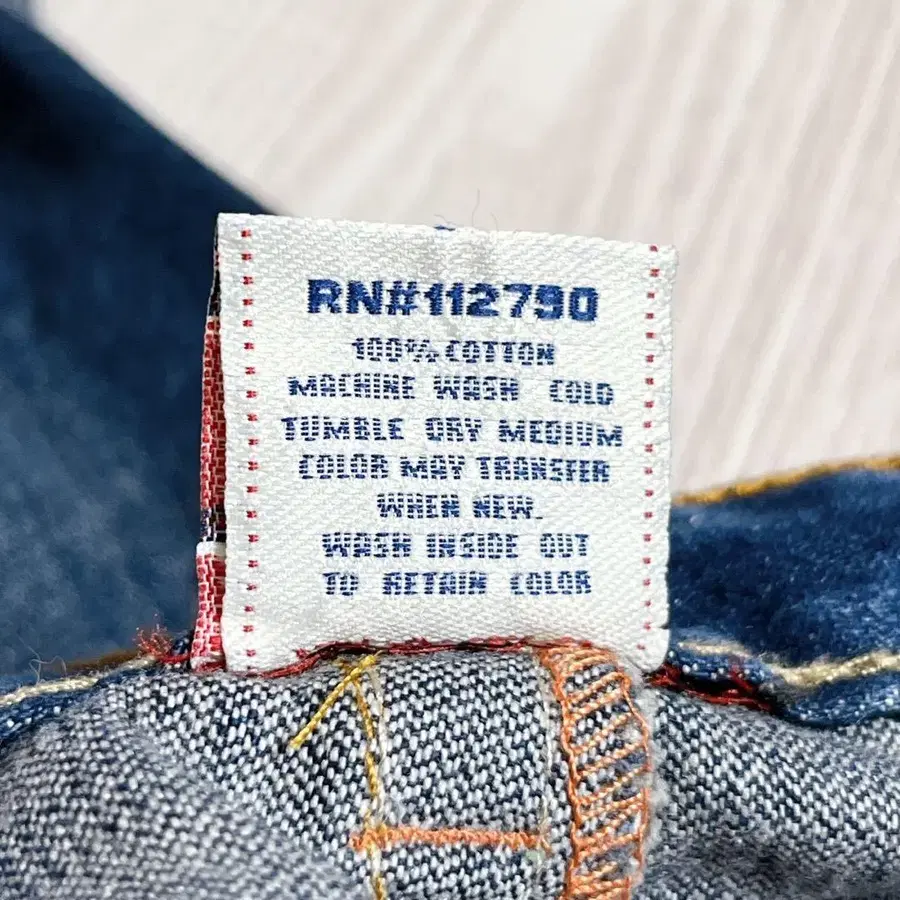 RN#112790
100% COTTON
MACHINE WASH COLD
TUMBLE DRY MEDIUM
COLOR MAY TRANSFER
WHEN NEW.
WASH INSIDE OUT
TO RETAIN COLOR